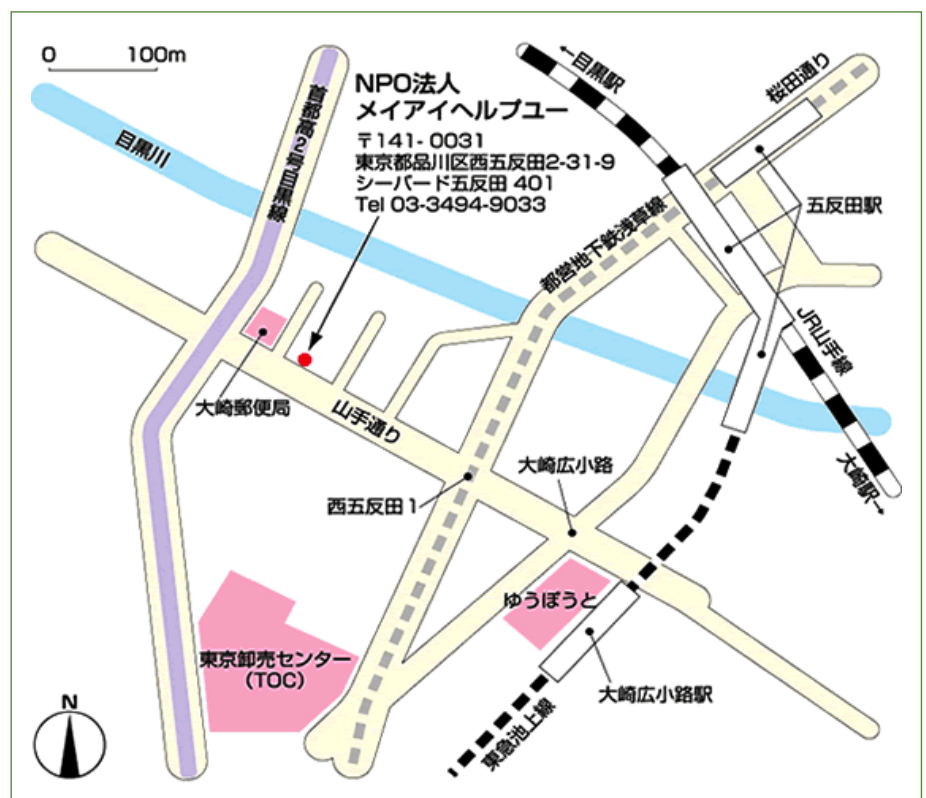 0 100m
NPO法人
メイアイヘルプユー
〒141- 0031
東京都品川区西五反田2-31-9
シーバード五反田 401
Tel 03-3494-9033
←目黒駅
桜田通り
首都高2号目黒線
目黒川
五反田駅
都営地下鉄浅草線
JR山手線
大崎郵便局
山手通り
大崎広小路
大崎駅→
西五反田1
ゆうぽうと
東京卸売センター
(TOC)
大崎広小路駅
東急池上線
N